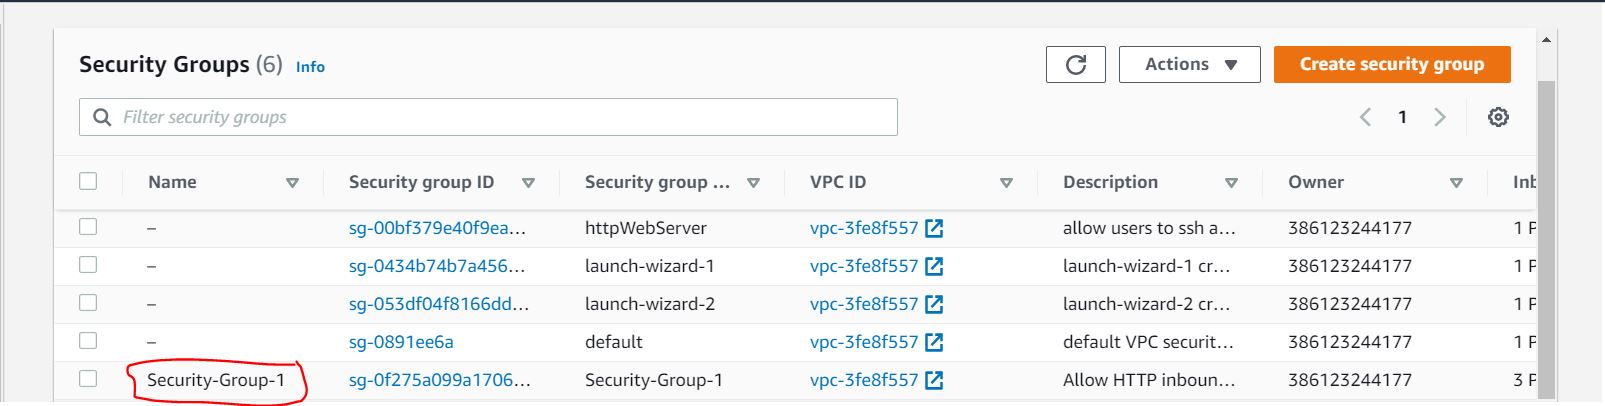 Security Groups (6) Info
Actions
Create security group
Filter security groups
1
Name Security group ID Security group ... VPC ID Description Owner Inb
– sg-00bf379e40f9ea... httpWebServer vpc-3fe8f557 allow users to ssh a... 386123244177 1 P
– sg-0434b74b7a456... launch-wizard-1 vpc-3fe8f557 launch-wizard-1 cr... 386123244177 1 P
– sg-053df04f8166dd... launch-wizard-2 vpc-3fe8f557 launch-wizard-2 cr... 386123244177 1 P
– sg-0891ee6a default vpc-3fe8f557 default VPC securit... 386123244177 1 P
Security-Group-1 sg-0f275a099a1706... Security-Group-1 vpc-3fe8f557 Allow HTTP inboun... 386123244177 3 P